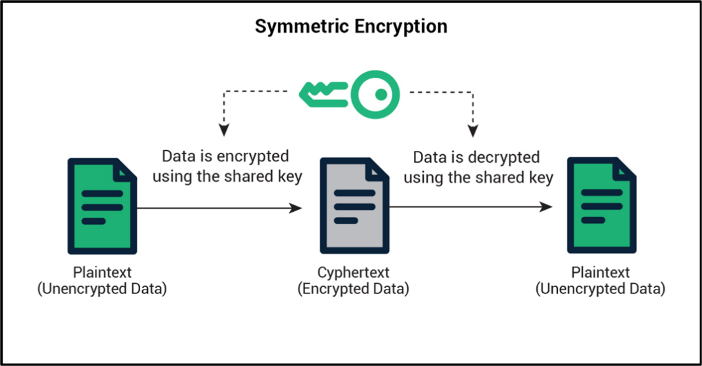 Symmetric Encryption
Data is encrypted
using the shared key
Data is decrypted
using the shared key
Plaintext
(Unencrypted Data)
Cyphertext
(Encrypted Data)
Plaintext
(Unencrypted Data)